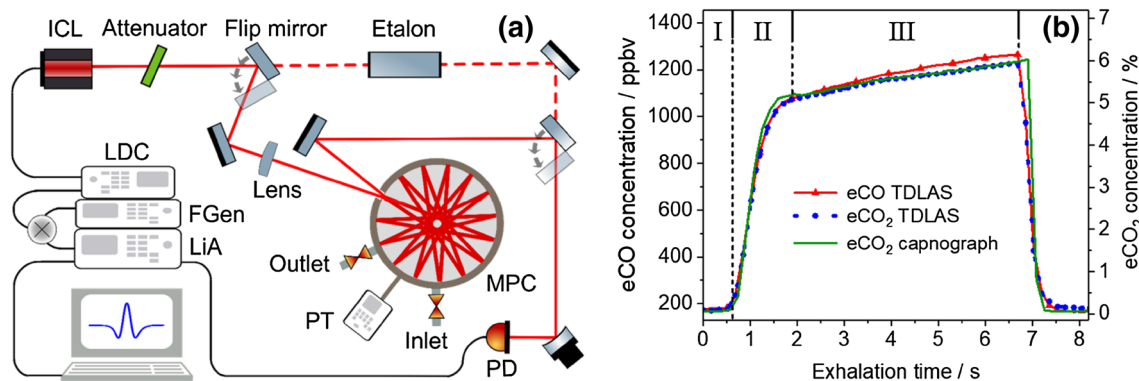 (a)
ICL
Attenuator
Flip mirror
Etalon
LDC
FGen
LiA
Lens
MPC
Outlet
PT
Inlet
PD
(b)
I
II
III
eCO concentration / ppbv
1400
1200
1000
800
600
400
200
eCO TDLAS
eCO₂ TDLAS
eCO₂ capnograph
7
6
5
4
3
2
1
0
eCO₂ concentration / %
0 1 2 3 4 5 6 7 8
Exhalation time / s